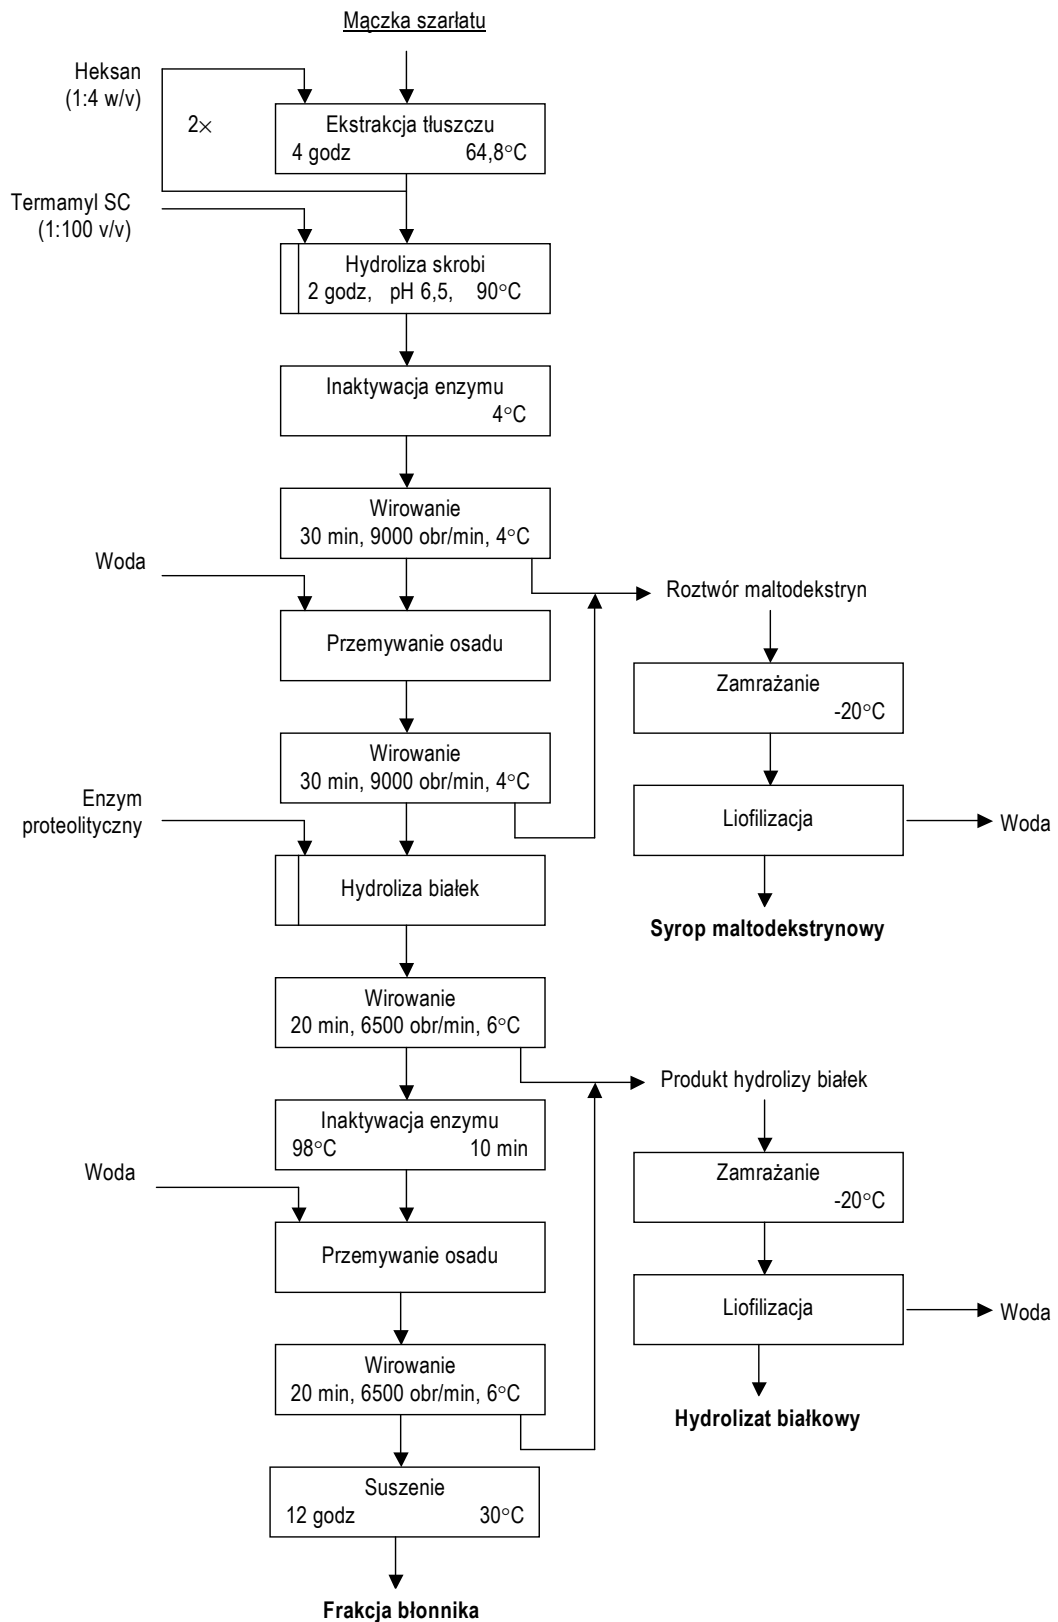 Mączka szarłatu
Heksan
(1:4 w/v)
2×
Ekstrakcja tłuszczu
4 godz 64,8°C
Termamyl SC
(1:100 v/v)
Hydroliza skrobi
2 godz, pH 6,5, 90°C
Inaktywacja enzymu
4°C
Wirowanie
30 min, 9000 obr/min, 4°C
Woda
Roztwór maltodekstryn
Przemywanie osadu
Zamrażanie
-20°C
Wirowanie
30 min, 9000 obr/min, 4°C
Enzym
proteolityczny
Liofilizacja
Woda
Hydroliza białek
Syrop maltodekstrynowy
Wirowanie
20 min, 6500 obr/min, 6°C
Produkt hydrolizy białek
Inaktywacja enzymu
98°C 10 min
Woda
Zamrażanie
-20°C
Przemywanie osadu
Liofilizacja
Woda
Wirowanie
20 min, 6500 obr/min, 6°C
Hydrolizat białkowy
Suszenie
12 godz 30°C
Frakcja błonnika